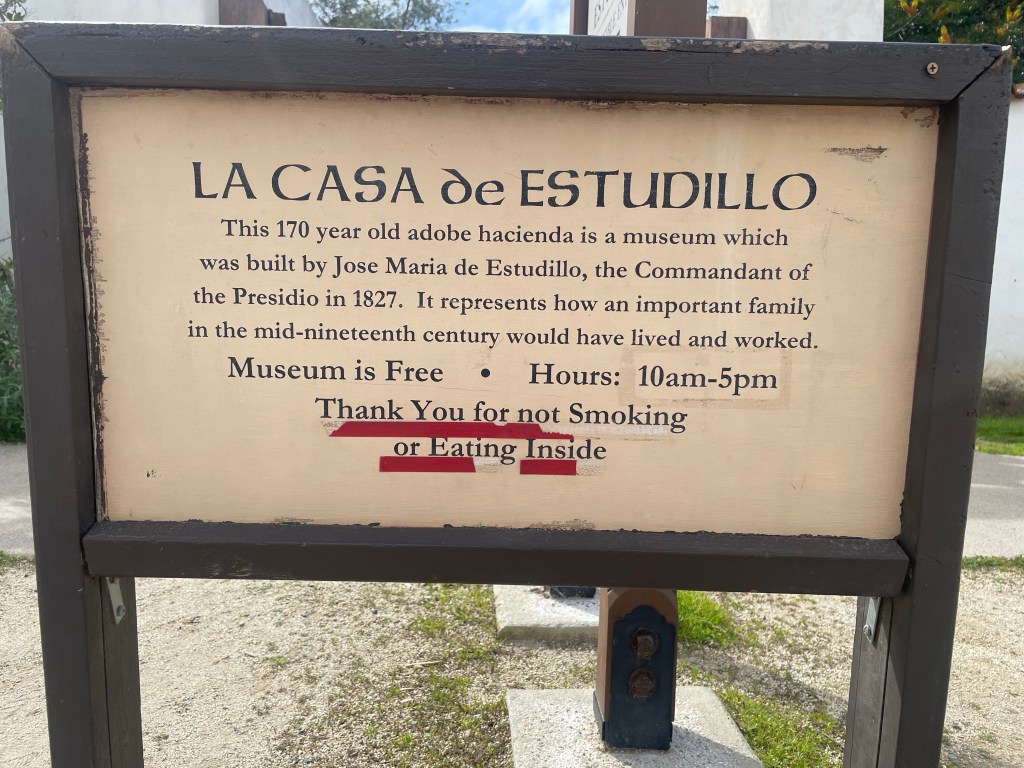 LA CASA de ESTUDILLO
This 170 year old adobe hacienda is a museum which
was built by Jose Maria de Estudillo, the Commandant of
the Presidio in 1827. It represents how an important family
in the mid-nineteenth century would have lived and worked.
Museum is Free • Hours: 10am-5pm
Thank You for not Smoking
or Eating Inside